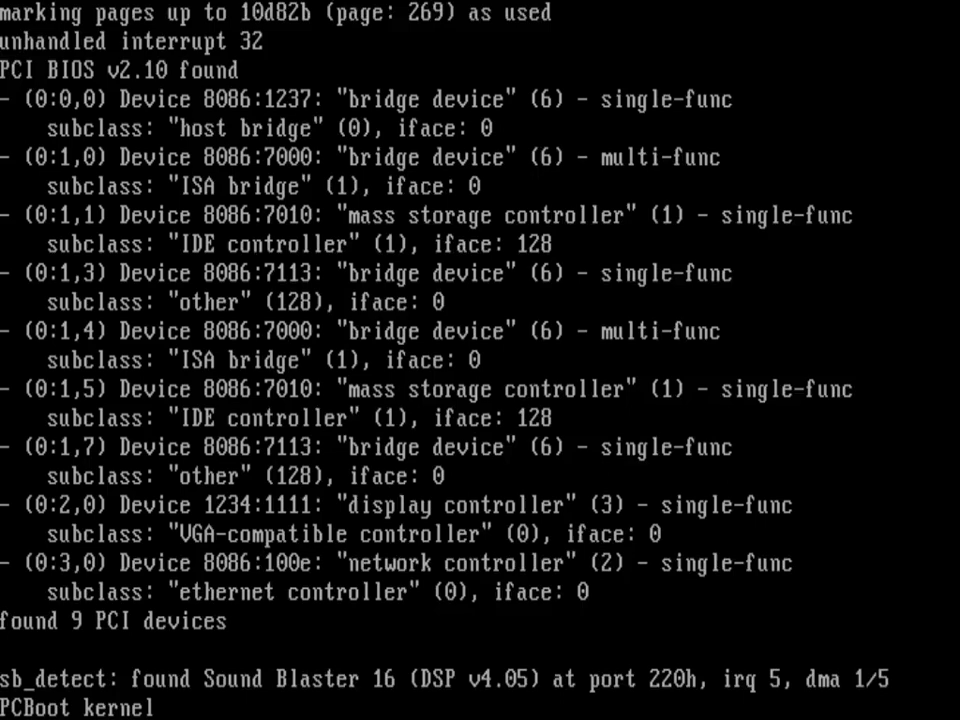 marking pages up to 10d82b (page: 269) as used
unhandled interrupt 32
PCI BIOS v2.10 found
- (0:0,0) Device 8086:1237: "bridge device" (6) - single-func
    subclass: "host bridge" (0), iface: 0
- (0:1,0) Device 8086:7000: "bridge device" (6) - multi-func
    subclass: "ISA bridge" (1), iface: 0
- (0:1,1) Device 8086:7010: "mass storage controller" (1) - single-func
    subclass: "IDE controller" (1), iface: 128
- (0:1,3) Device 8086:7113: "bridge device" (6) - single-func
    subclass: "other" (128), iface: 0
- (0:1,4) Device 8086:7000: "bridge device" (6) - multi-func
    subclass: "ISA bridge" (1), iface: 0
- (0:1,5) Device 8086:7010: "mass storage controller" (1) - single-func
    subclass: "IDE controller" (1), iface: 128
- (0:1,7) Device 8086:7113: "bridge device" (6) - single-func
    subclass: "other" (128), iface: 0
- (0:2,0) Device 1234:1111: "display controller" (3) - single-func
    subclass: "VGA-compatible controller" (0), iface: 0
- (0:3,0) Device 8086:100e: "network controller" (2) - single-func
    subclass: "ethernet controller" (0), iface: 0
found 9 PCI devices
sb_detect: found Sound Blaster 16 (DSP v4.05) at port 220h, irq 5, dma 1/5
PCBoot kernel